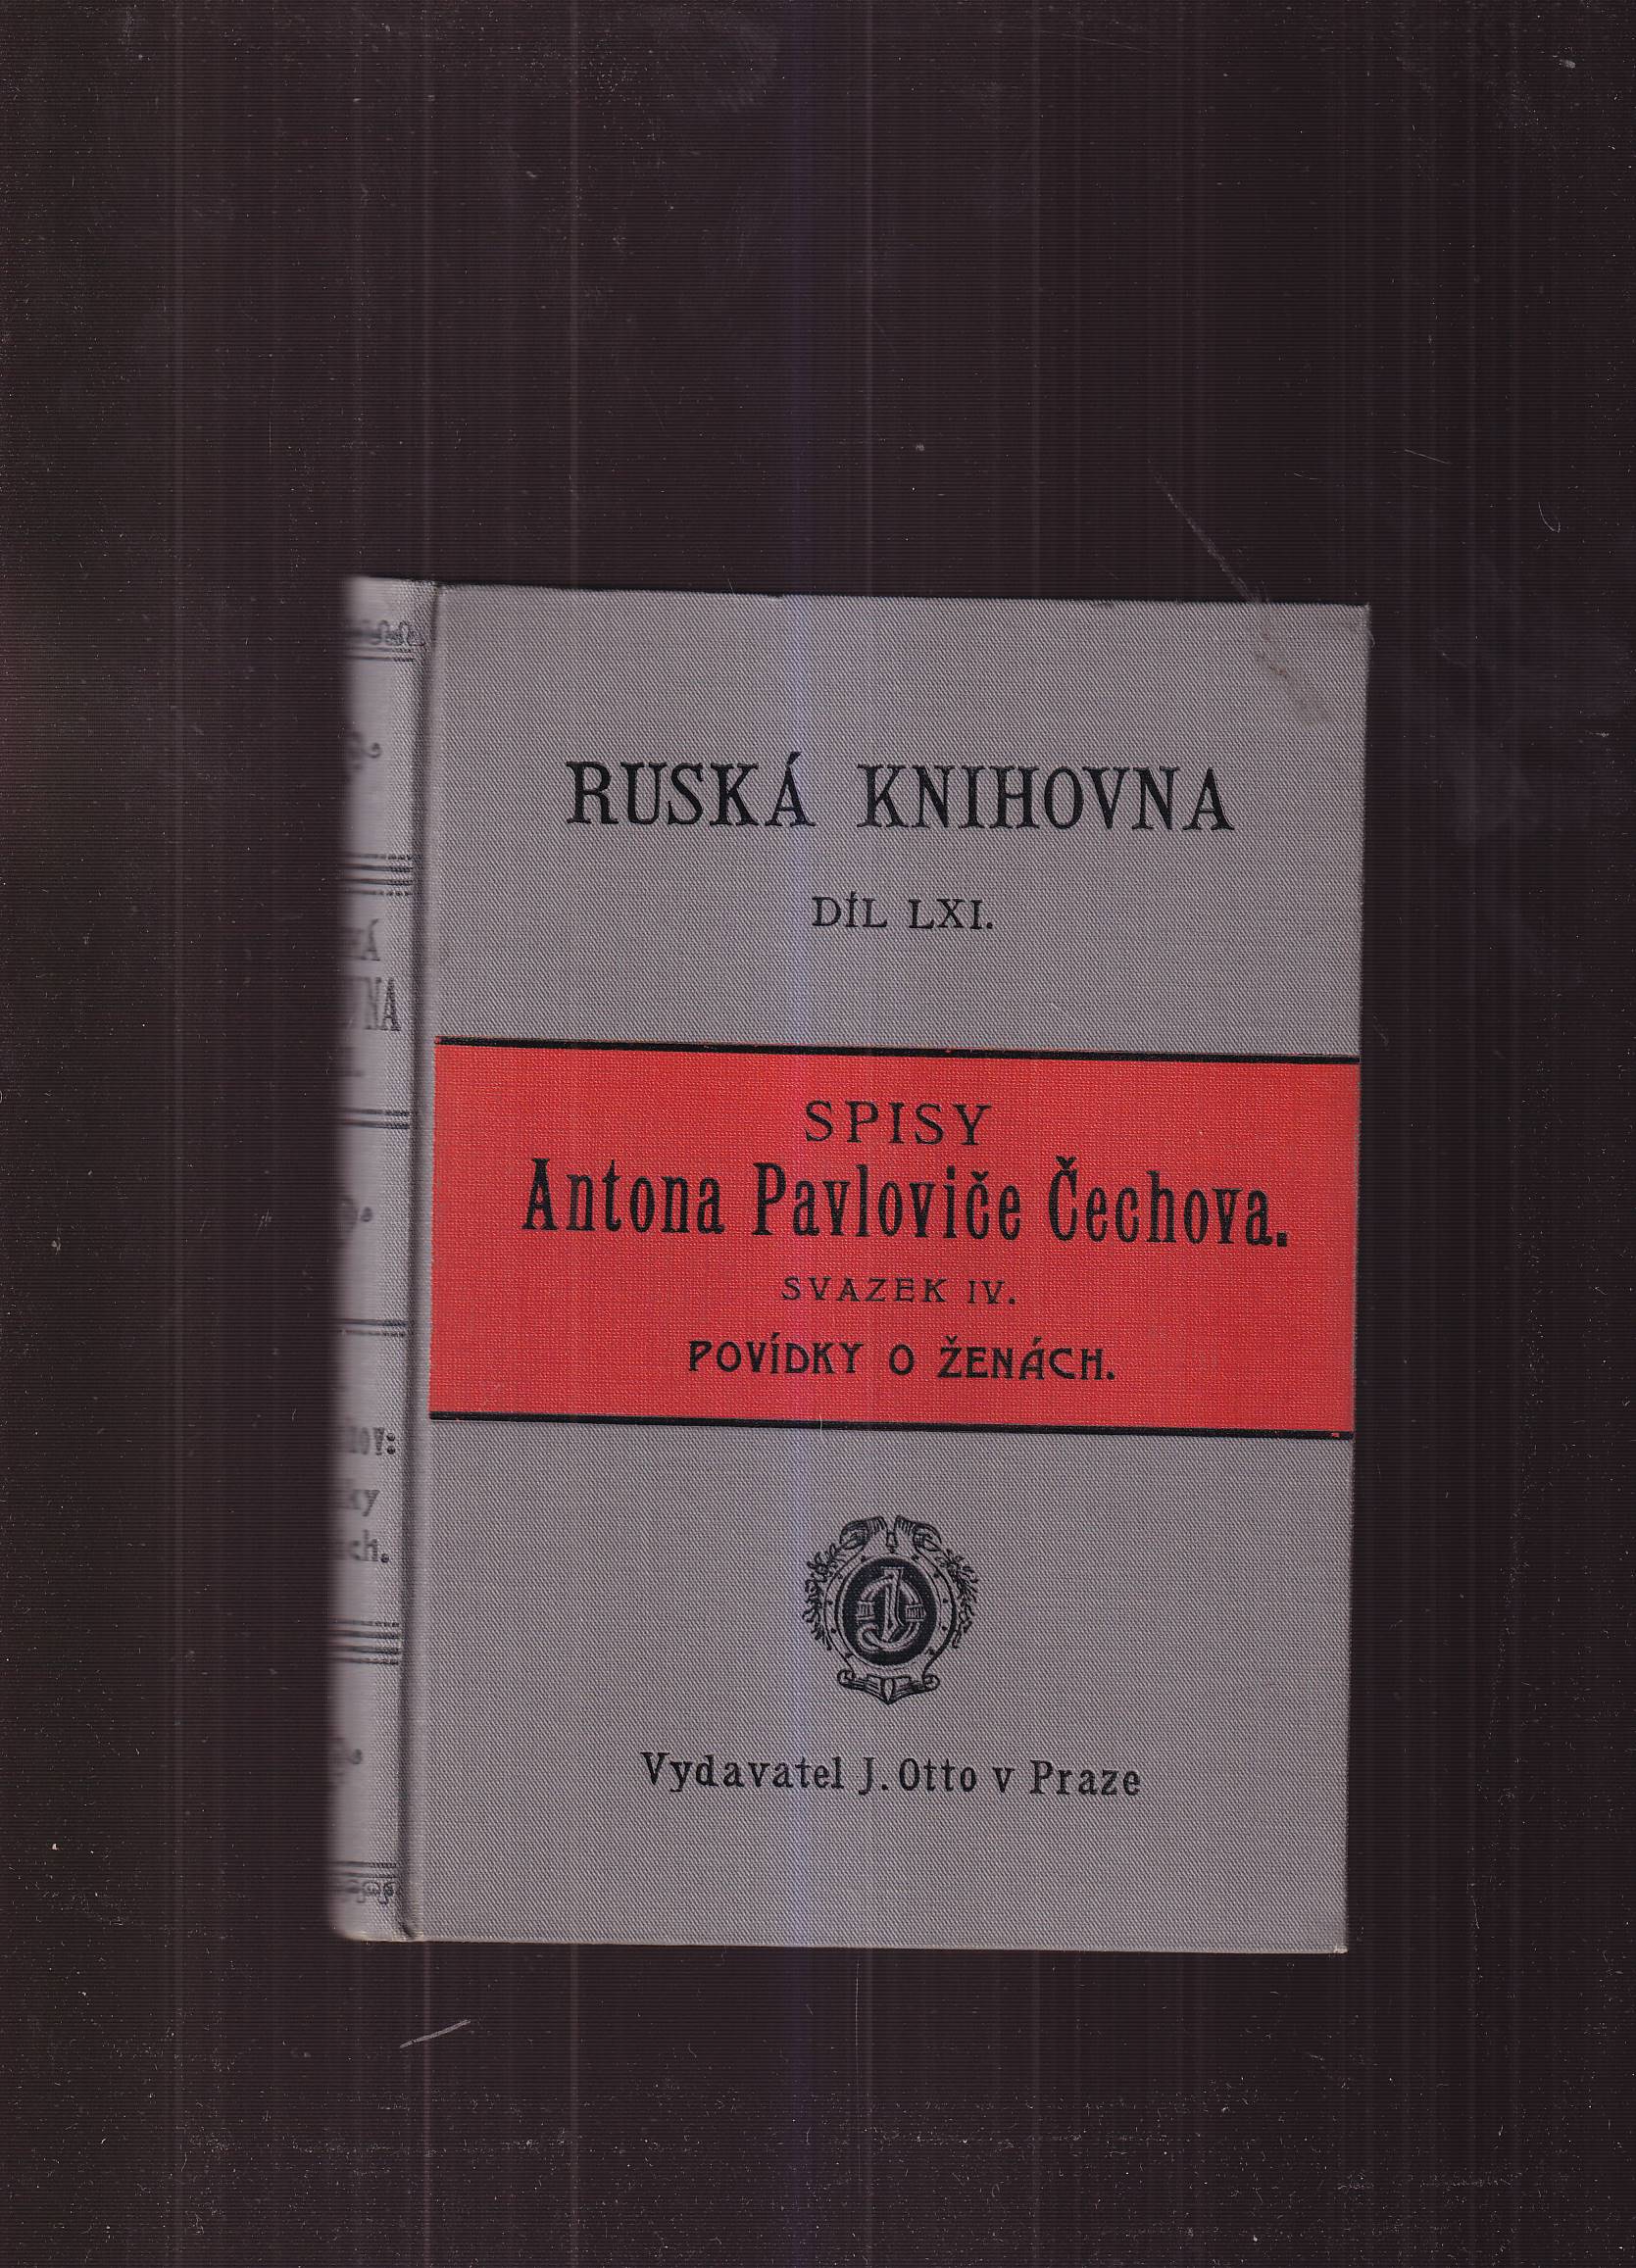 RUSKÁ KNIHOVNA
DÍL LXI.
SPISY
Antona Pavloviče Čechova.
SVAZEK IV.
POVÍDKY O ŽENÁCH.
Vydavatel J. Otto v Praze